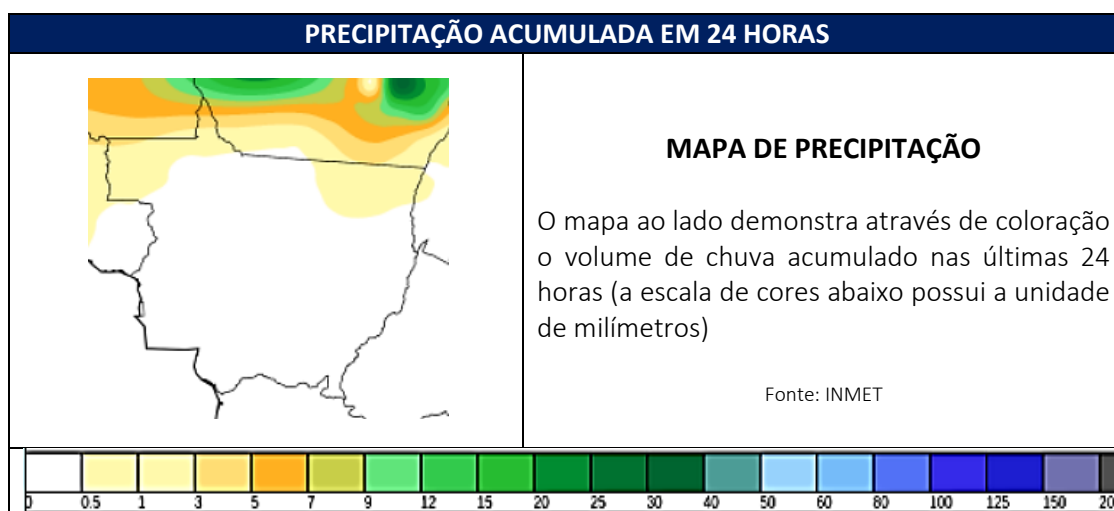 PRECIPITAÇÃO ACUMULADA EM 24 HORAS
MAPA DE PRECIPITAÇÃO
O mapa ao lado demonstra através de coloração
o volume de chuva acumulado nas últimas 24
horas (a escala de cores abaixo possui a unidade
de milímetros)
Fonte: INMET
0 0.5 1 3 5 7 9 12 15 20 25 30 40 50 60 80 100 125 150